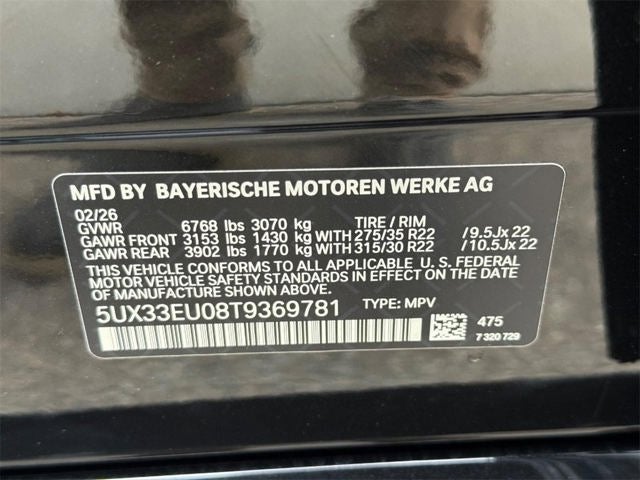 MFD BY BAYERISCHE MOTOREN WERKE AG
02/26
GVWR 6768 lbs 3070 kg TIRE / RIM
GAWR FRONT 3153 lbs 1430 kg WITH 275/35 R22 /9.5Jx 22
GAWR REAR 3902 lbs 1770 kg WITH 315/30 R22 /10.5Jx 22
THIS VEHICLE CONFORMS TO ALL APPLICABLE U. S. FEDERAL
MOTOR VEHICLE SAFETY STANDARDS IN EFFECT ON THE DATE
OF MANUFACTURE.
5UX33EU08T9369781 TYPE: MPV
475
7 320 729